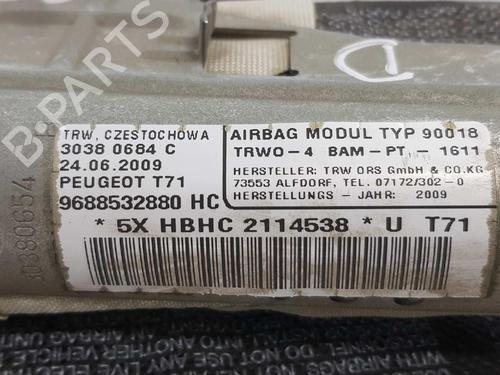 D
TRW, CZESTOCHOWA
3038 0684 C
24.06.2009
PEUGEOT T71
9688532880 HC
AIRBAG MODUL TYP 90018
TRWO-4 BAM-PT - 1611
HERSTELLER: TRW ORS GMBH & CO.KG
73553 ALFDORF, TEL. 07172/302-0
HERSTELLUNGS - JAHR: 2009
* 5X HBHC 2114538 * U T71
30380654
B-PARTS